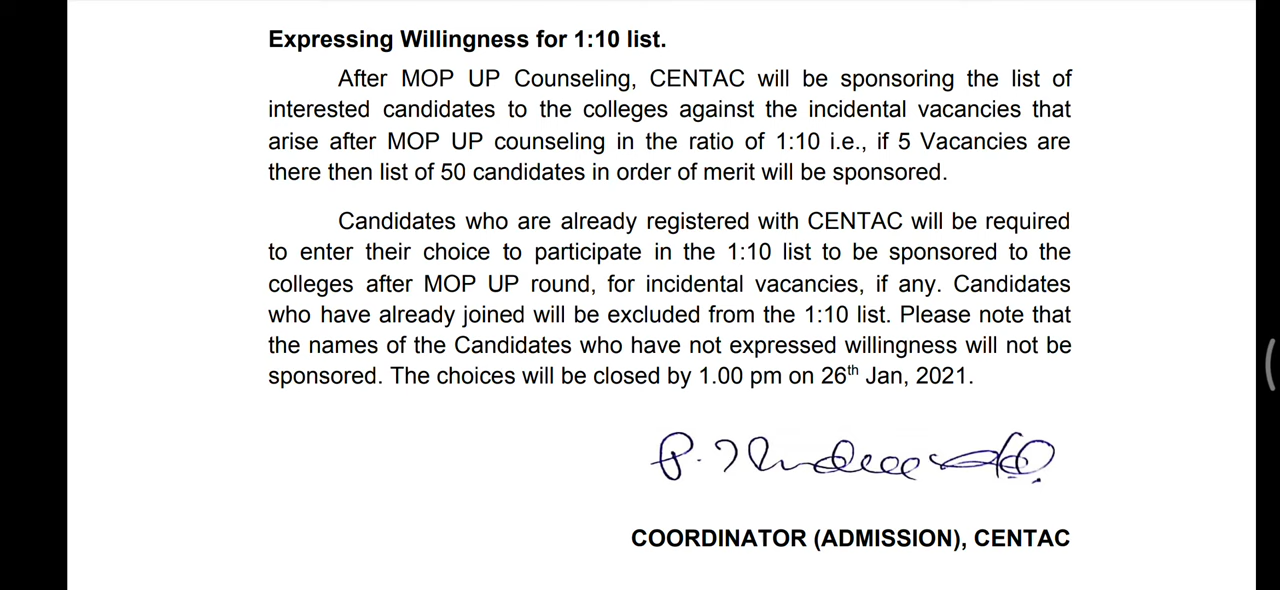 Expressing Willingness for 1:10 list.
After MOP UP Counseling, CENTAC will be sponsoring the list of
interested candidates to the colleges against the incidental vacancies that
arise after MOP UP counseling in the ratio of 1:10 i.e., if 5 Vacancies are
there then list of 50 candidates in order of merit will be sponsored.
Candidates who are already registered with CENTAC will be required
to enter their choice to participate in the 1:10 list to be sponsored to the
colleges after MOP UP round, for incidental vacancies, if any. Candidates
who have already joined will be excluded from the 1:10 list. Please note that
the names of the Candidates who have not expressed willingness will not be
sponsored. The choices will be closed by 1.00 pm on 26th Jan, 2021.
COORDINATOR (ADMISSION), CENTAC